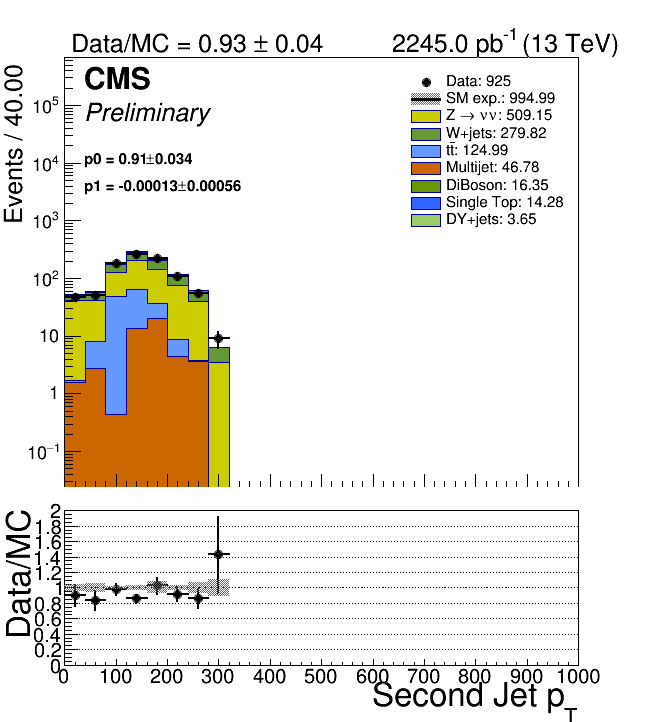 Data/MC = 0.93 ± 0.04
2245.0 pb⁻¹ (13 TeV)
Events / 40.00
CMS
Preliminary
p0 = 0.91±0.034
p1 = -0.00013±0.00056
Data: 925
SM exp.: 994.99
Z → νν: 509.15
W+jets: 279.82
tt̄: 124.99
Multijet: 46.78
DiBoson: 16.35
Single Top: 14.28
DY+jets: 3.65
10⁵
10⁴
10³
10²
10
1
10⁻¹
Data/MC
2
1.8
1.6
1.4
1.2
1
0.8
0.6
0.4
0.2
0
0 100 200 300 400 500 600 700 800 900 1000
Second Jet p_T